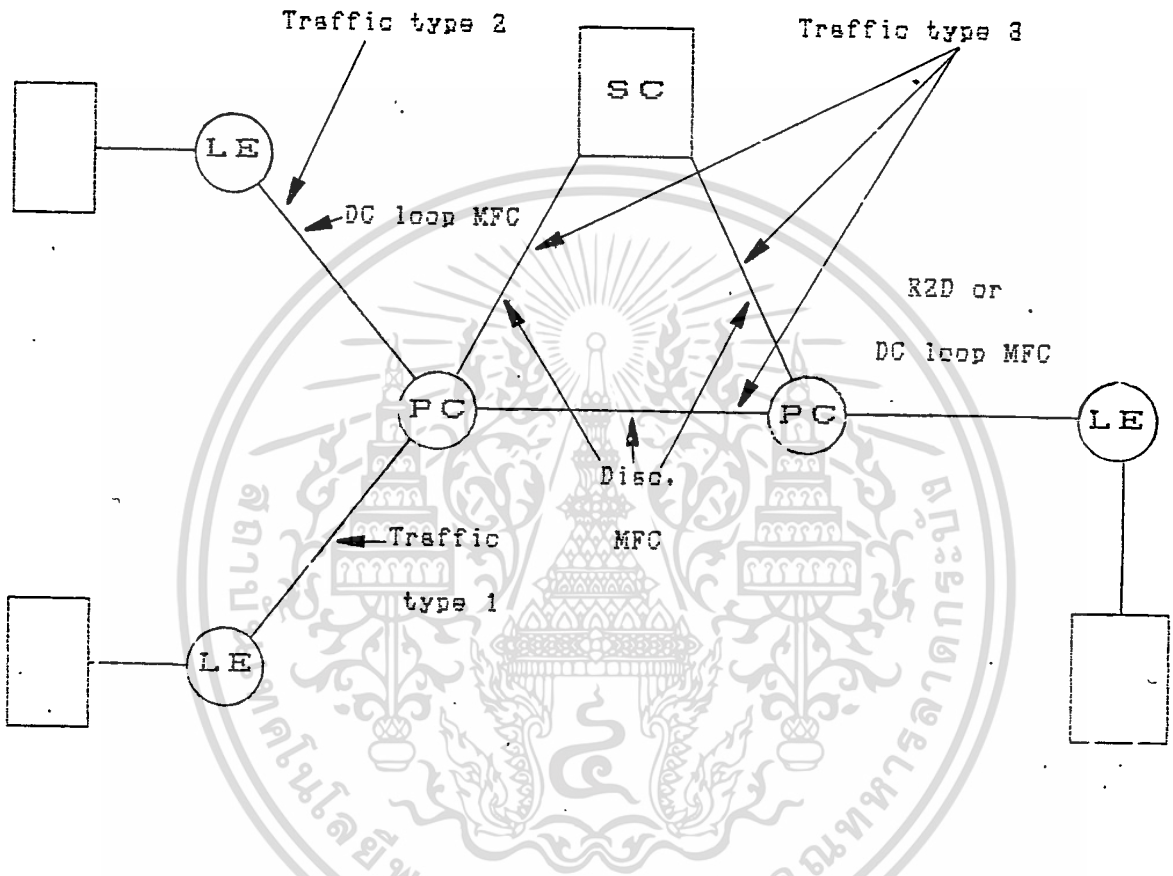 Traffic type 2
Traffic type 3
SC
LE
DC loop MFC
R2D or
DC loop MFC
PC
PC
LE
Disc.
MFC
Traffic
type 1
LE